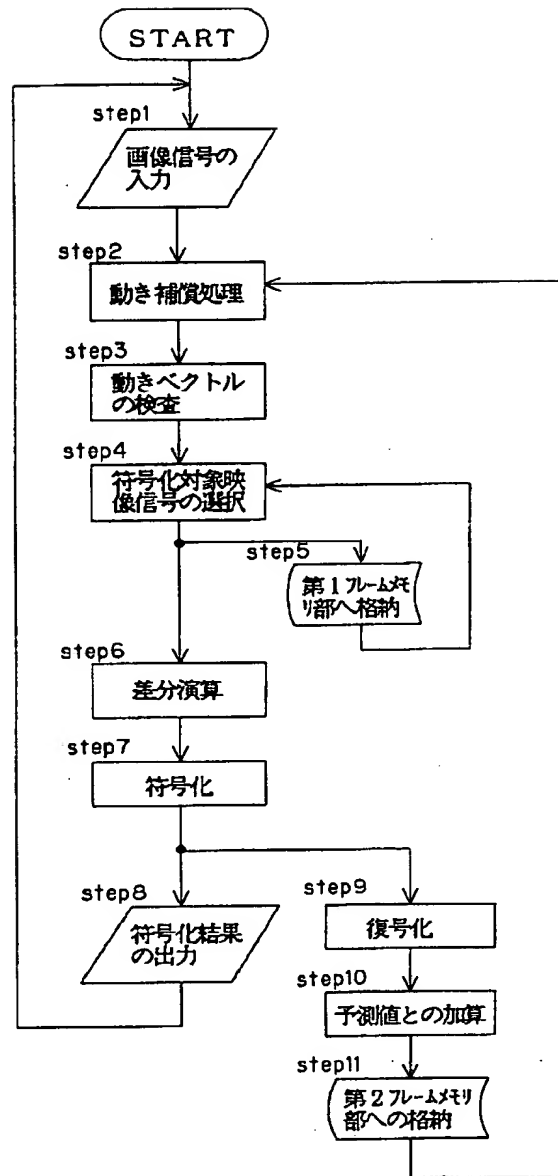 START
step1
画像信号の
入力
step2
動き補償処理
step3
動きベクトル
の検査
step4
符号化対象映
像信号の選択
step5
第1フレームメモ
リ部へ格納
step6
差分演算
step7
符号化
step8
符号化結果
の出力
step9
復号化
step10
予測値との加算
step11
第2フレームメモリ
部への格納